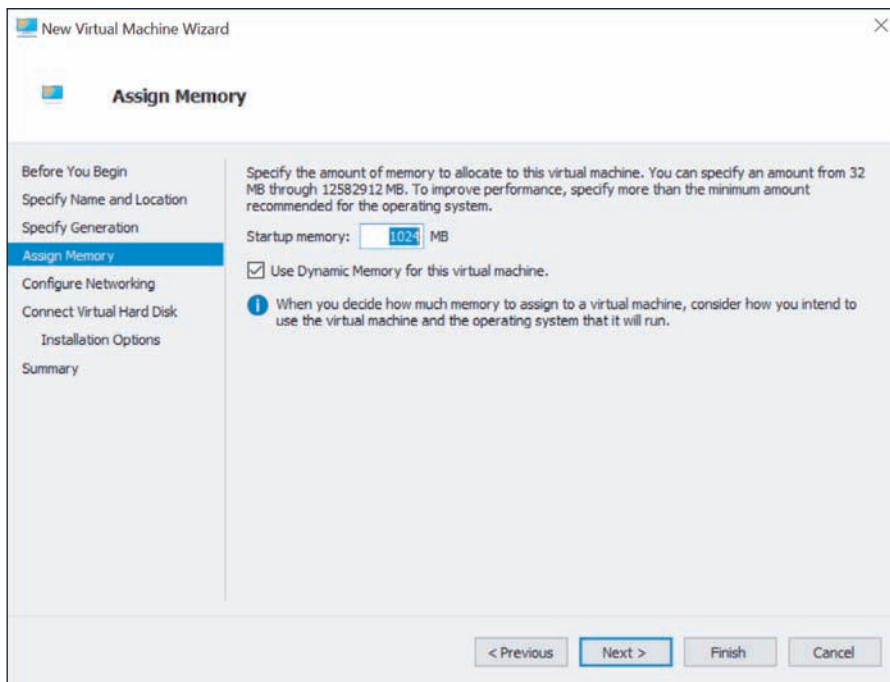 New Virtual Machine Wizard
Assign Memory
Before You Begin
Specify Name and Location
Specify Generation
Assign Memory
Configure Networking
Connect Virtual Hard Disk
Installation Options
Summary
Specify the amount of memory to allocate to this virtual machine. You can specify an amount from 32
MB through 12582912 MB. To improve performance, specify more than the minimum amount
recommended for the operating system.
Startup memory: 1024 MB
Use Dynamic Memory for this virtual machine.
When you decide how much memory to assign to a virtual machine, consider how you intend to
use the virtual machine and the operating system that it will run.
< Previous Next > Finish Cancel